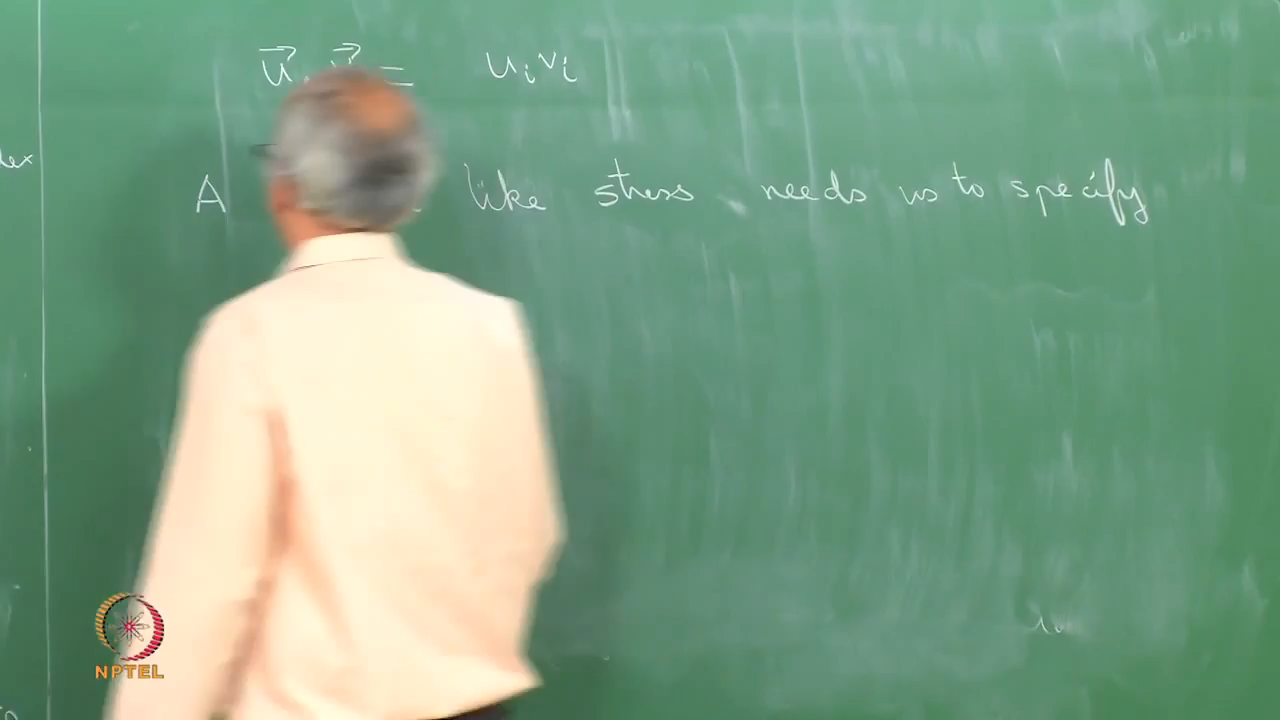 u⃗ . v⃗ = uᵢvᵢ
A like stress needs us to specify
NPTEL